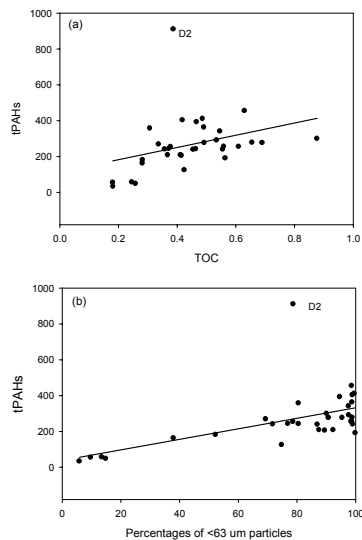 (a)
D2
1000
800
600
400
200
0
tPAHs
0.0 0.2 0.4 0.6 0.8 1.0
TOC
(b)
D2
1000
800
600
400
200
0
tPAHs
0 20 40 60 80 100
Percentages of <63 um particles